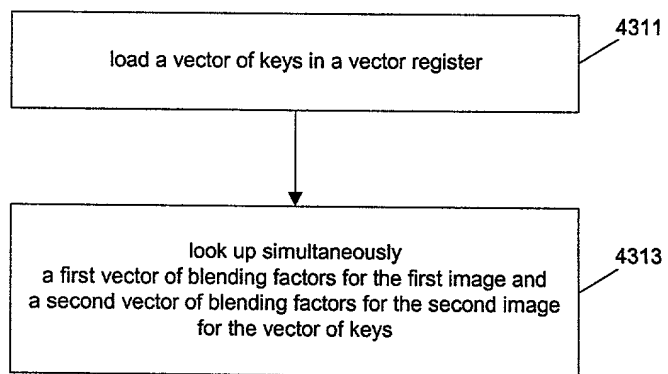 4311
load a vector of keys in a vector register
look up simultaneously
4313
a first vector of blending factors for the first image and
a second vector of blending factors for the second image
for the vector of keys